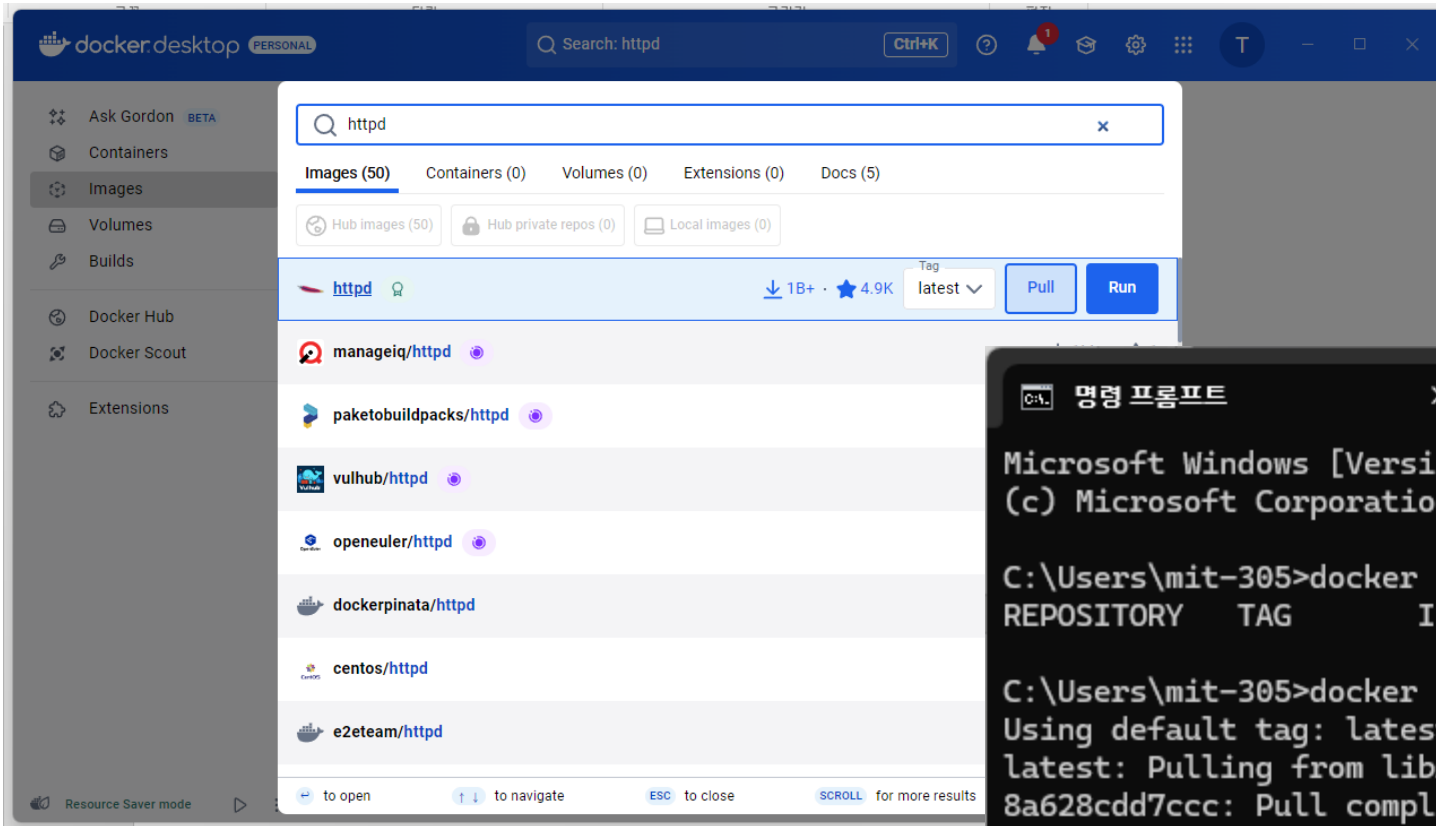 docker desktop PERSONAL
Search: httpd
Ctrl+K
1
T
Ask Gordon BETA
Containers
Images
Volumes
Builds
Docker Hub
Docker Scout
Extensions
Resource Saver mode
httpd
Images (50) Containers (0) Volumes (0) Extensions (0) Docs (5)
Hub images (50) Hub private repos (0) Local images (0)
httpd 1B+ · 4.9K Tag latest Pull Run
manageiq/httpd
paketobuildpacks/httpd
vulhub/httpd
openeuler/httpd
dockerpinata/httpd
centos/httpd
e2eteam/httpd
to open to navigate ESC to close SCROLL for more results
명령 프롬프트
Microsoft Windows [Versi
(c) Microsoft Corporatio
C:\Users\mit-305>docker
REPOSITORY TAG I
C:\Users\mit-305>docker
Using default tag: lates
latest: Pulling from lib
8a628cdd7ccc: Pull compl